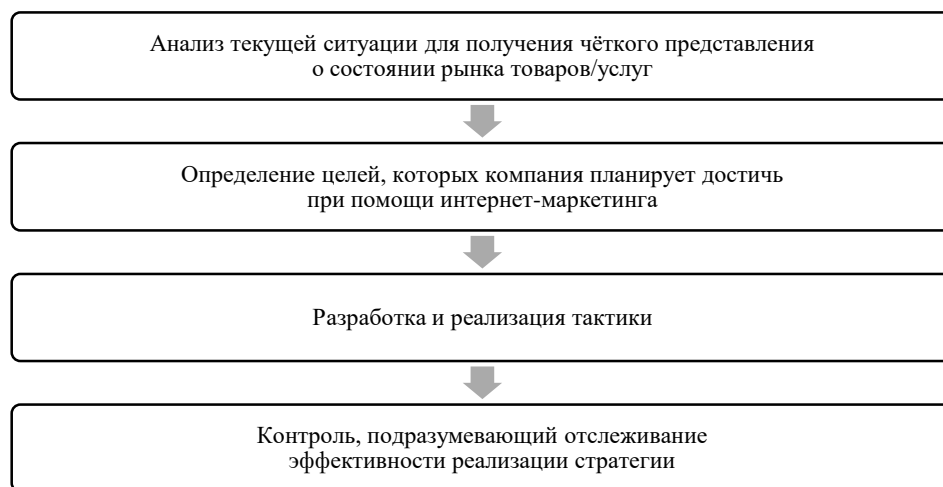 Анализ текущей ситуации для получения чёткого представления
о состоянии рынка товаров/услуг
Определение целей, которых компания планирует достичь
при помощи интернет-маркетинга
Разработка и реализация тактики
Контроль, подразумевающий отслеживание
эффективности реализации стратегии